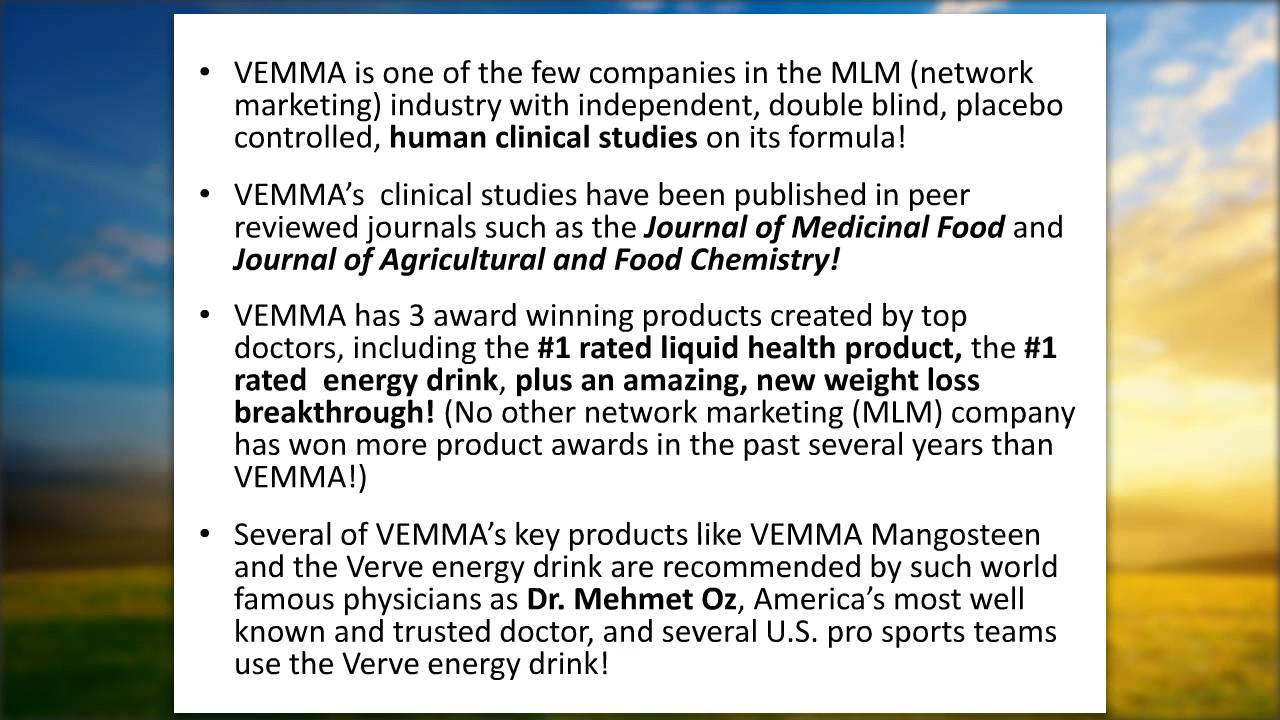 • VEMMA is one of the few companies in the MLM (network
marketing) industry with independent, double blind, placebo
controlled, human clinical studies on its formula!
• VEMMA’s  clinical studies have been published in peer
reviewed journals such as the Journal of Medicinal Food and
Journal of Agricultural and Food Chemistry!
• VEMMA has 3 award winning products created by top
doctors, including the #1 rated liquid health product, the #1
rated  energy drink, plus an amazing, new weight loss
breakthrough! (No other network marketing (MLM) company
has won more product awards in the past several years than
VEMMA!)
• Several of VEMMA’s key products like VEMMA Mangosteen
and the Verve energy drink are recommended by such world
famous physicians as Dr. Mehmet Oz, America’s most well
known and trusted doctor, and several U.S. pro sports teams
use the Verve energy drink!